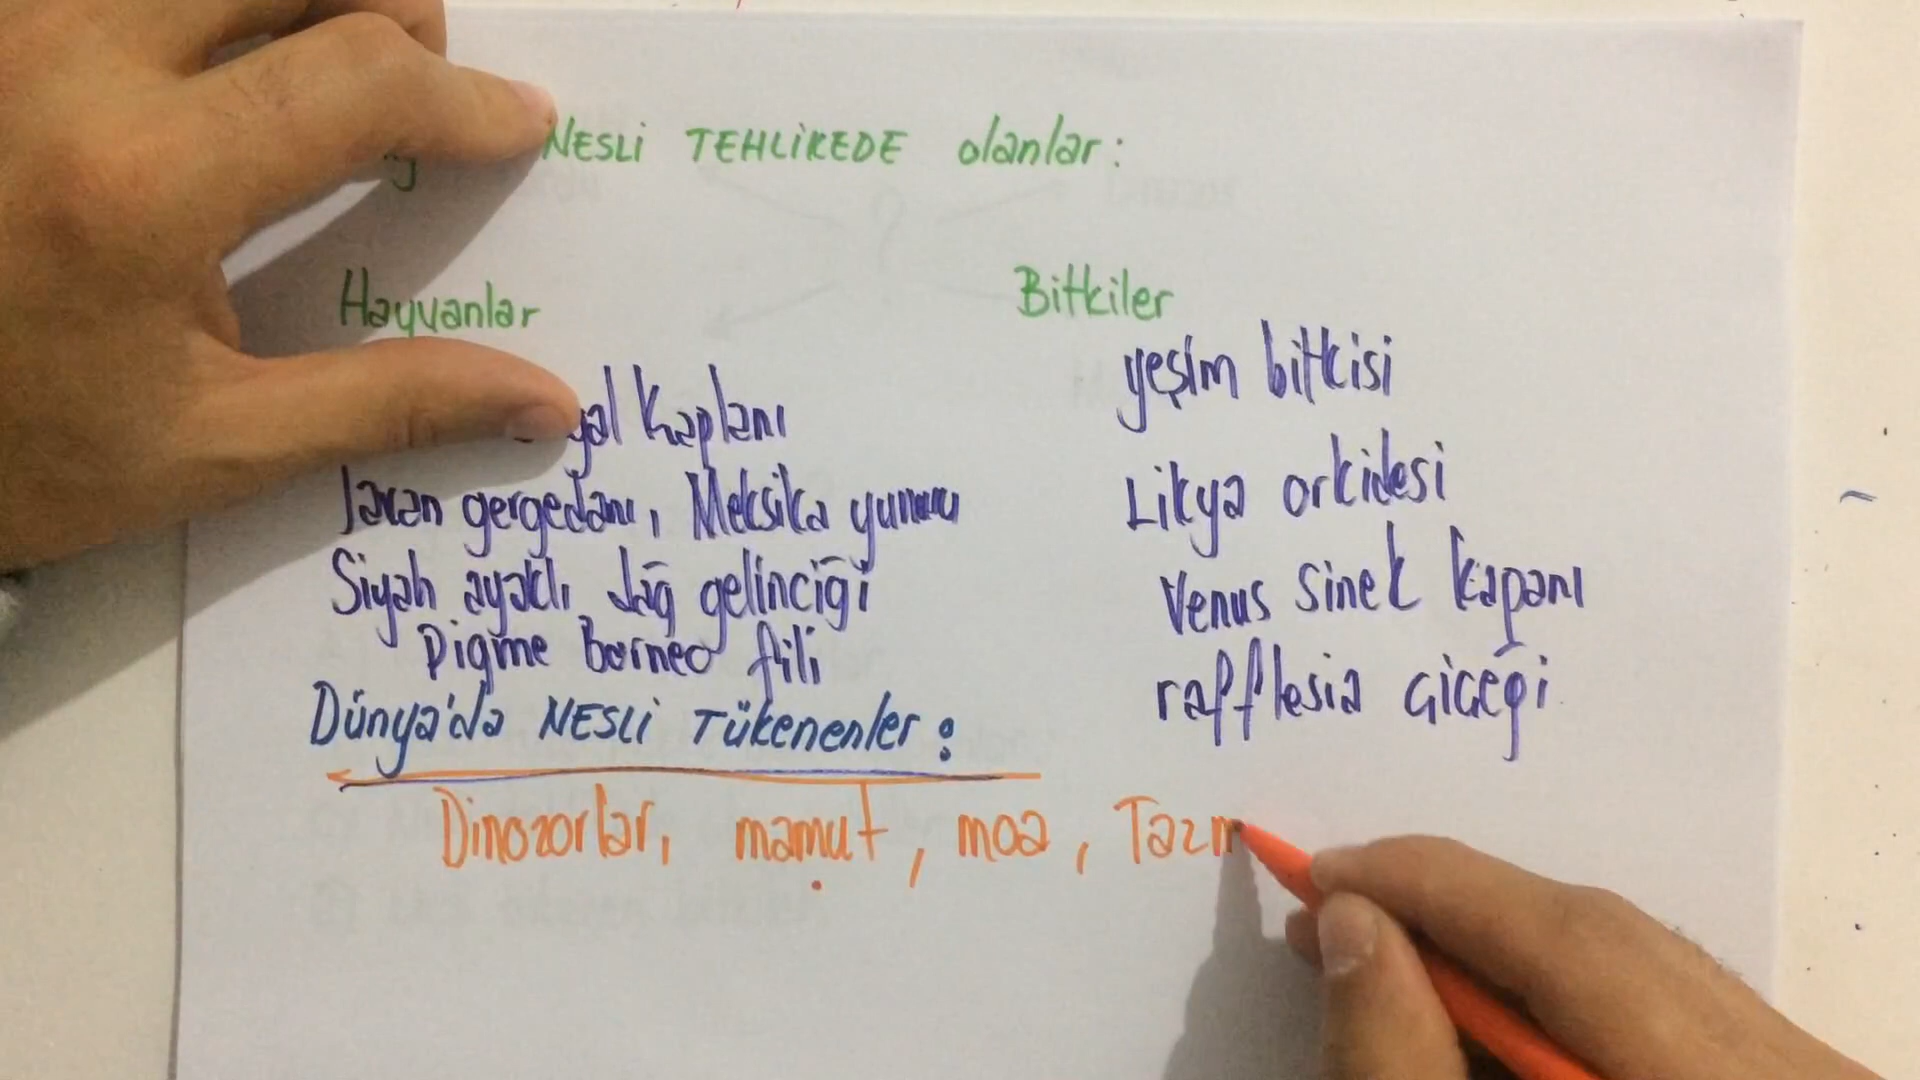 NESLİ TEHLİKEDE olanlar:
Hayvanlar
Kaplanı
Javan gergedanı, Meksika yunusu
Siyah ayaklı dağ gelinciği
Pigme borneo fili
Bitkiler
yeşim bitkisi
Likya orkidesi
Venus sinek kapanı
rafflesia çiçeği
Dünya'da NESLİ TÜkenenler:
Dinozorlar, mamut, moa, Tazm